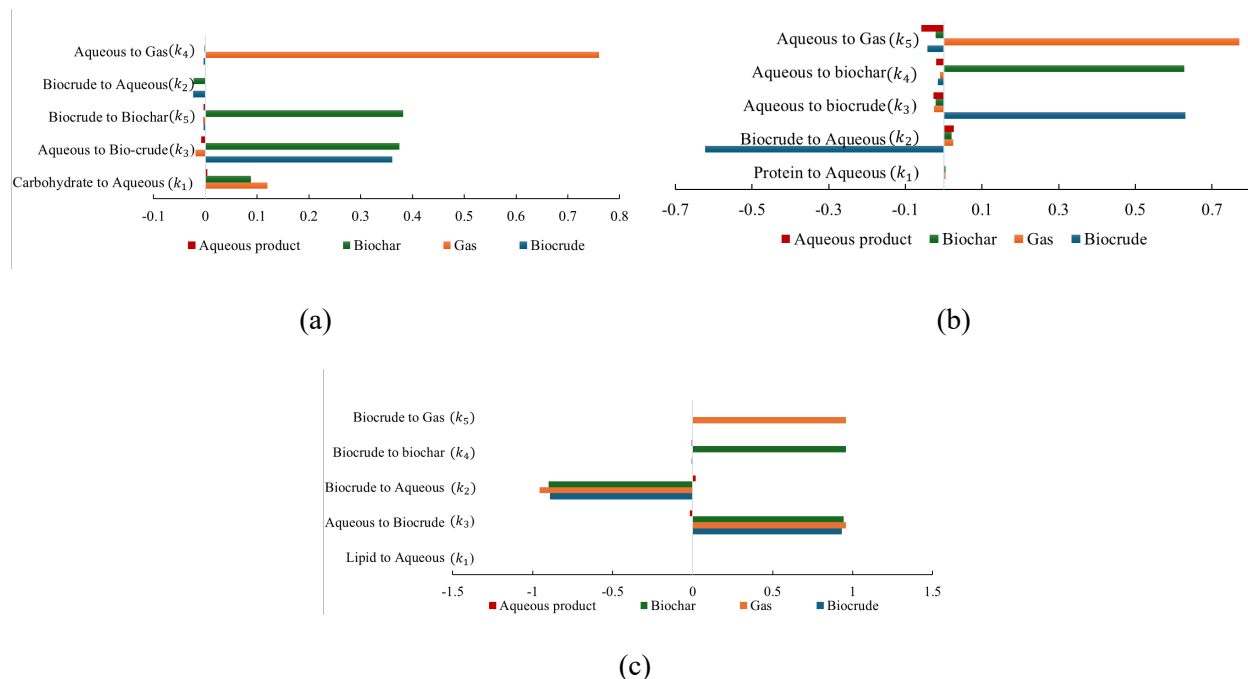 Aqueous to Gas(k₄)
Biocrude to Aqueous(k₂)
Biocrude to Biochar(k₅)
Aqueous to Bio-crude(k₃)
Carbohydrate to Aqueous (k₁)
-0.1 0 0.1 0.2 0.3 0.4 0.5 0.6 0.7 0.8
Aqueous product Biochar Gas Biocrude
(a)
Aqueous to Gas(k₅)
Aqueous to biochar(k₄)
Aqueous to biocrude(k₃)
Biocrude to Aqueous(k₂)
Protein to Aqueous (k₁)
-0.7 -0.5 -0.3 -0.1 0.1 0.3 0.5 0.7
Aqueous product Biochar Gas Biocrude
(b)
Biocrude to Gas (k₅)
Biocrude to biochar (k₄)
Biocrude to Aqueous (k₂)
Aqueous to Biocrude (k₃)
Lipid to Aqueous (k₁)
-1.5 -1 -0.5 0 0.5 1 1.5
Aqueous product Biochar Gas Biocrude
(c)